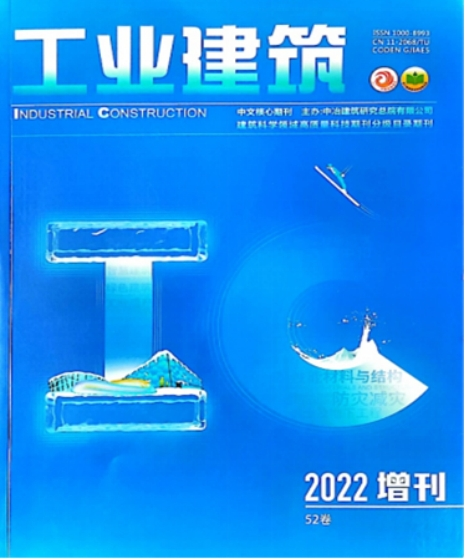 工业建筑
ISSN 1000-8993
CN 11-2068/TU
CODEN GJIAES
INDUSTRIAL CONSTRUCTION
中文核心期刊 主办:中冶建筑研究总院有限公司
建筑科学领域高质量科技期刊分级目录期刊
IC
材料与结构
防灾减灾
2022 增刊
52卷